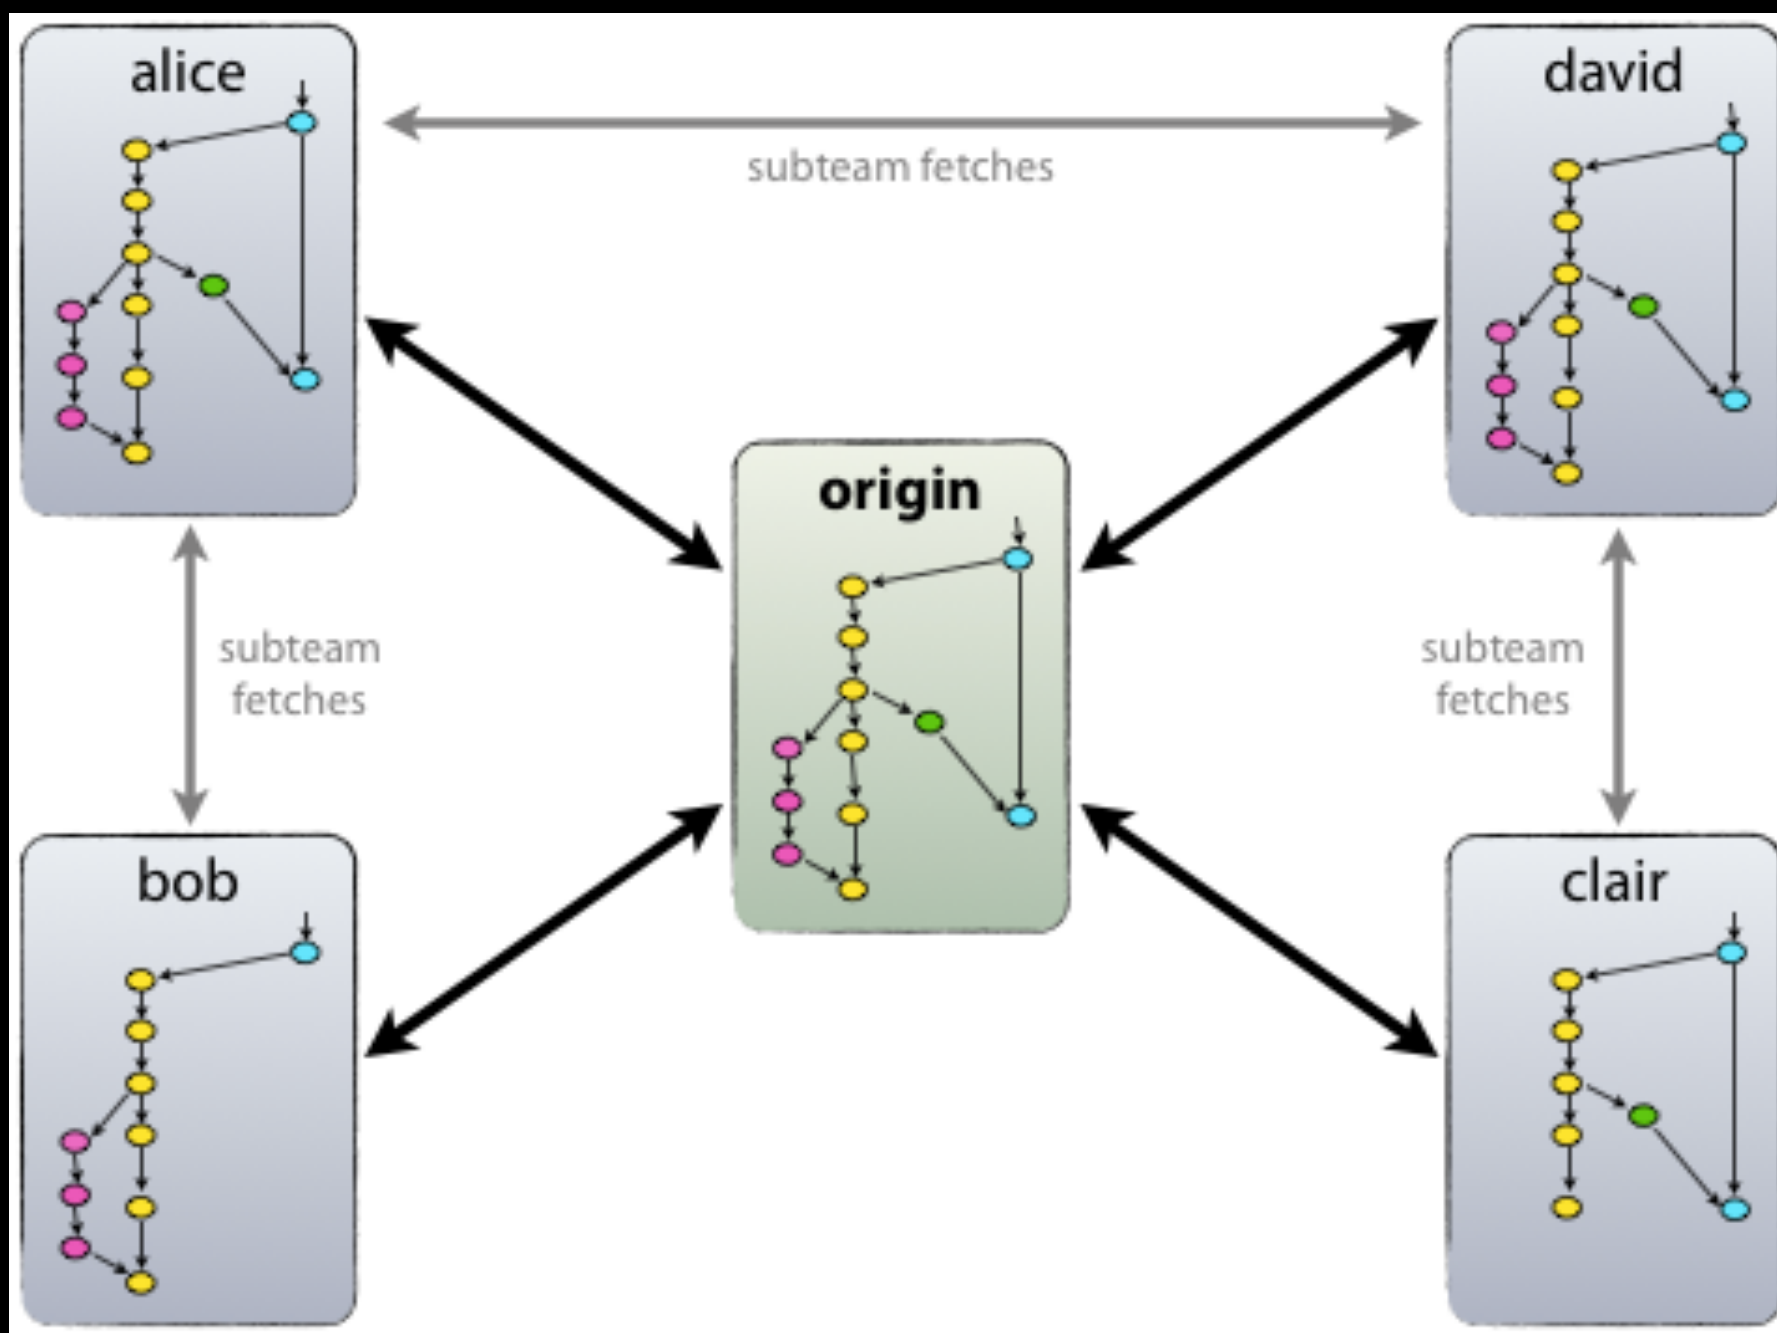 alice
david
subteam fetches
origin
subteam
fetches
subteam
fetches
bob
clair